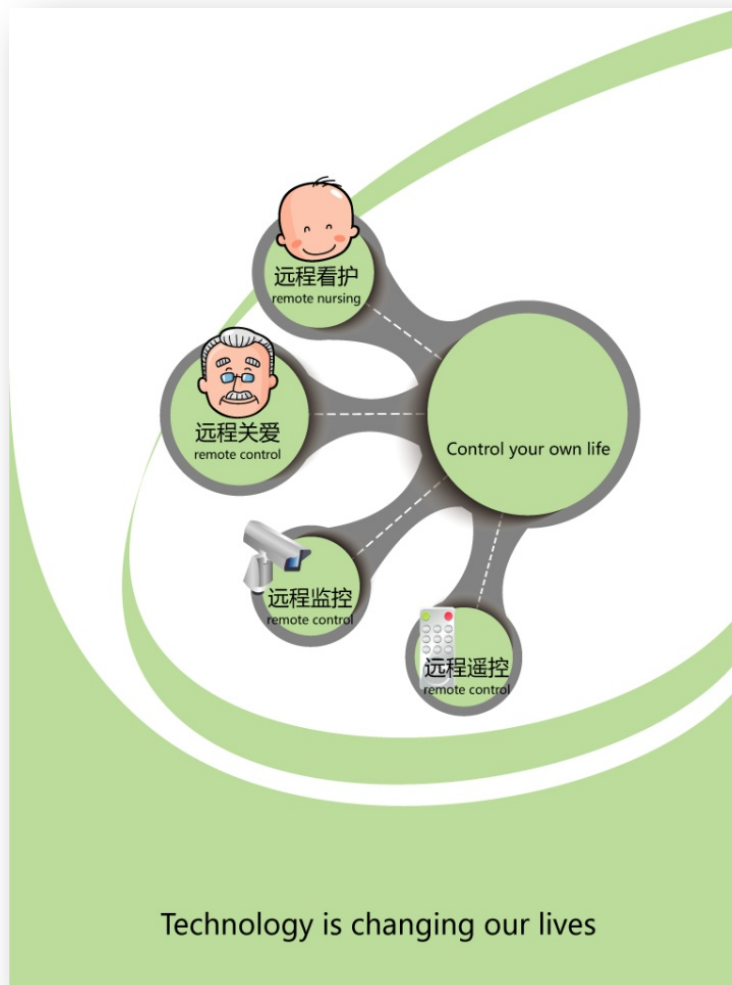 远程看护
remote nursing
远程关爱
remote control
Control your own life
远程监控
remote control
远程遥控
remote control
Technology is changing our lives